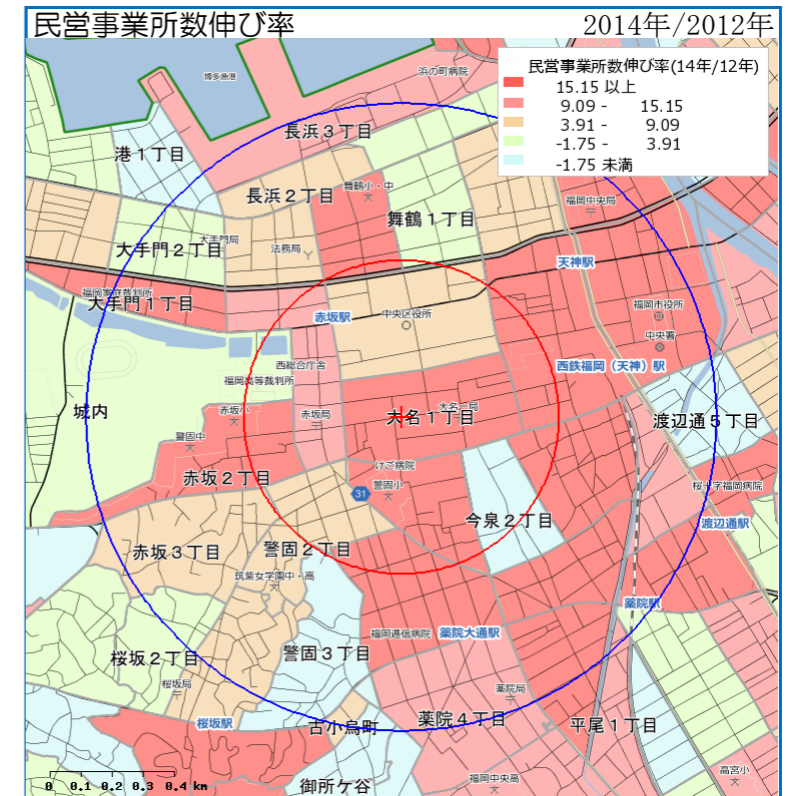 民営事業所数伸び率
2014年/2012年
民営事業所数伸び率(14年/12年)
15.15 以上
9.09 - 15.15
3.91 - 9.09
-1.75 - 3.91
-1.75 未満
博多漁港
浜の町病院
長浜3丁目
港1丁目
舞鶴小・中
長浜2丁目
福岡中央局
舞鶴1丁目
大手門局
大手門2丁目
法務局
天神駅
福岡家庭裁判所
大手門1丁目
福岡市役所
赤坂駅
中央区役所
中央署
西総合庁舎
西鉄福岡(天神)駅
福岡高等裁判所
城内
赤坂小
赤坂局
大名二局
大名1丁目
渡辺通5丁目
警固中
けご病院
赤坂2丁目
警固小
桜十字福岡病院
31
今泉2丁目
渡辺通駅
赤坂3丁目
警固2丁目
筑紫女学園中・高
薬院駅
福岡逓信病院
薬院大通駅
警固3丁目
桜坂2丁目
桜坂局
薬院局
桜坂駅
古小烏町
薬院4丁目
平尾1丁目
御所ケ谷
福岡中央高
高宮小
0 0.1 0.2 0.3 0.4 km